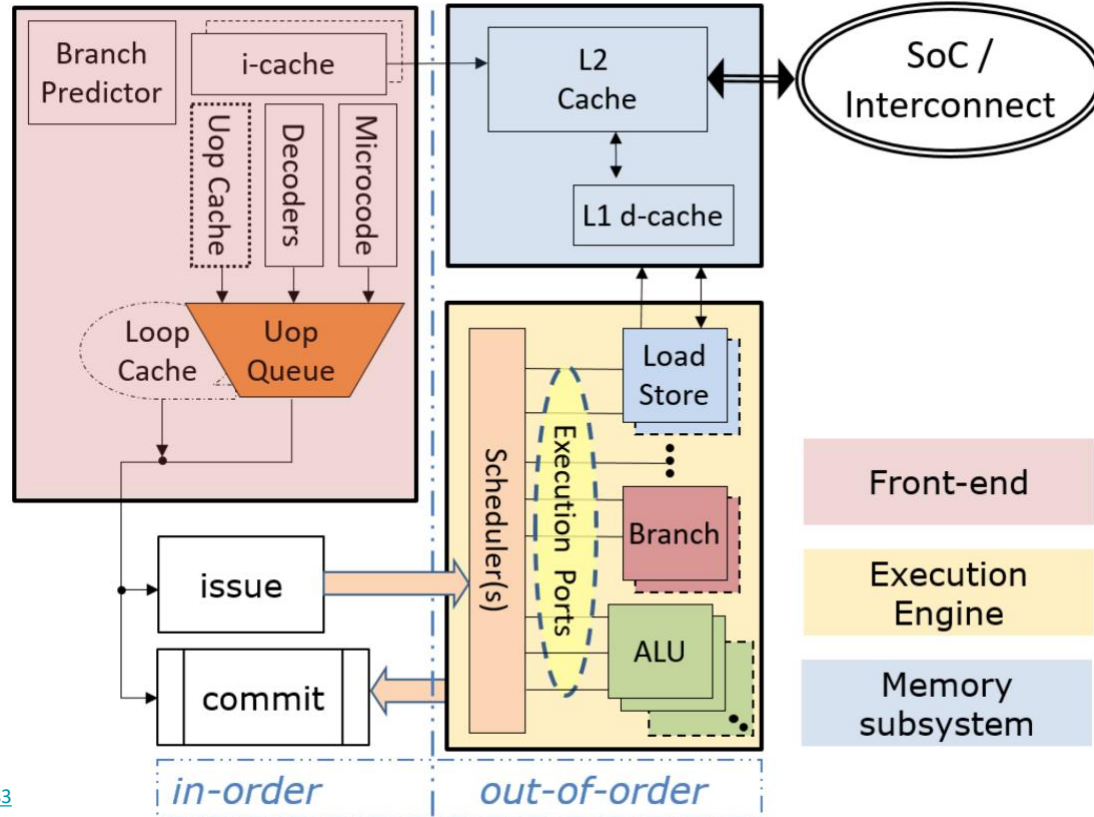 Branch
Predictor
i-cache
Uop Cache
Decoders
Microcode
Loop
Cache
Uop
Queue
L2
Cache
L1 d-cache
SoC /
Interconnect
Scheduler(s)
Execution Ports
Load
Store
Branch
ALU
issue
commit
Front-end
Execution
Engine
Memory
subsystem
in-order
out-of-order